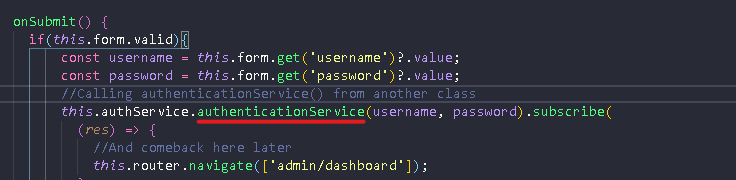 onSubmit() {
if(this.form.valid){
const username = this.form.get('username')?.value;
const password = this.form.get('password')?.value;
//Calling authenticationService() from another class
this.authService.authenticationService(username, password).subscribe(
(res) => {
//And comeback here later
this.router.navigate(['admin/dashboard']);
}